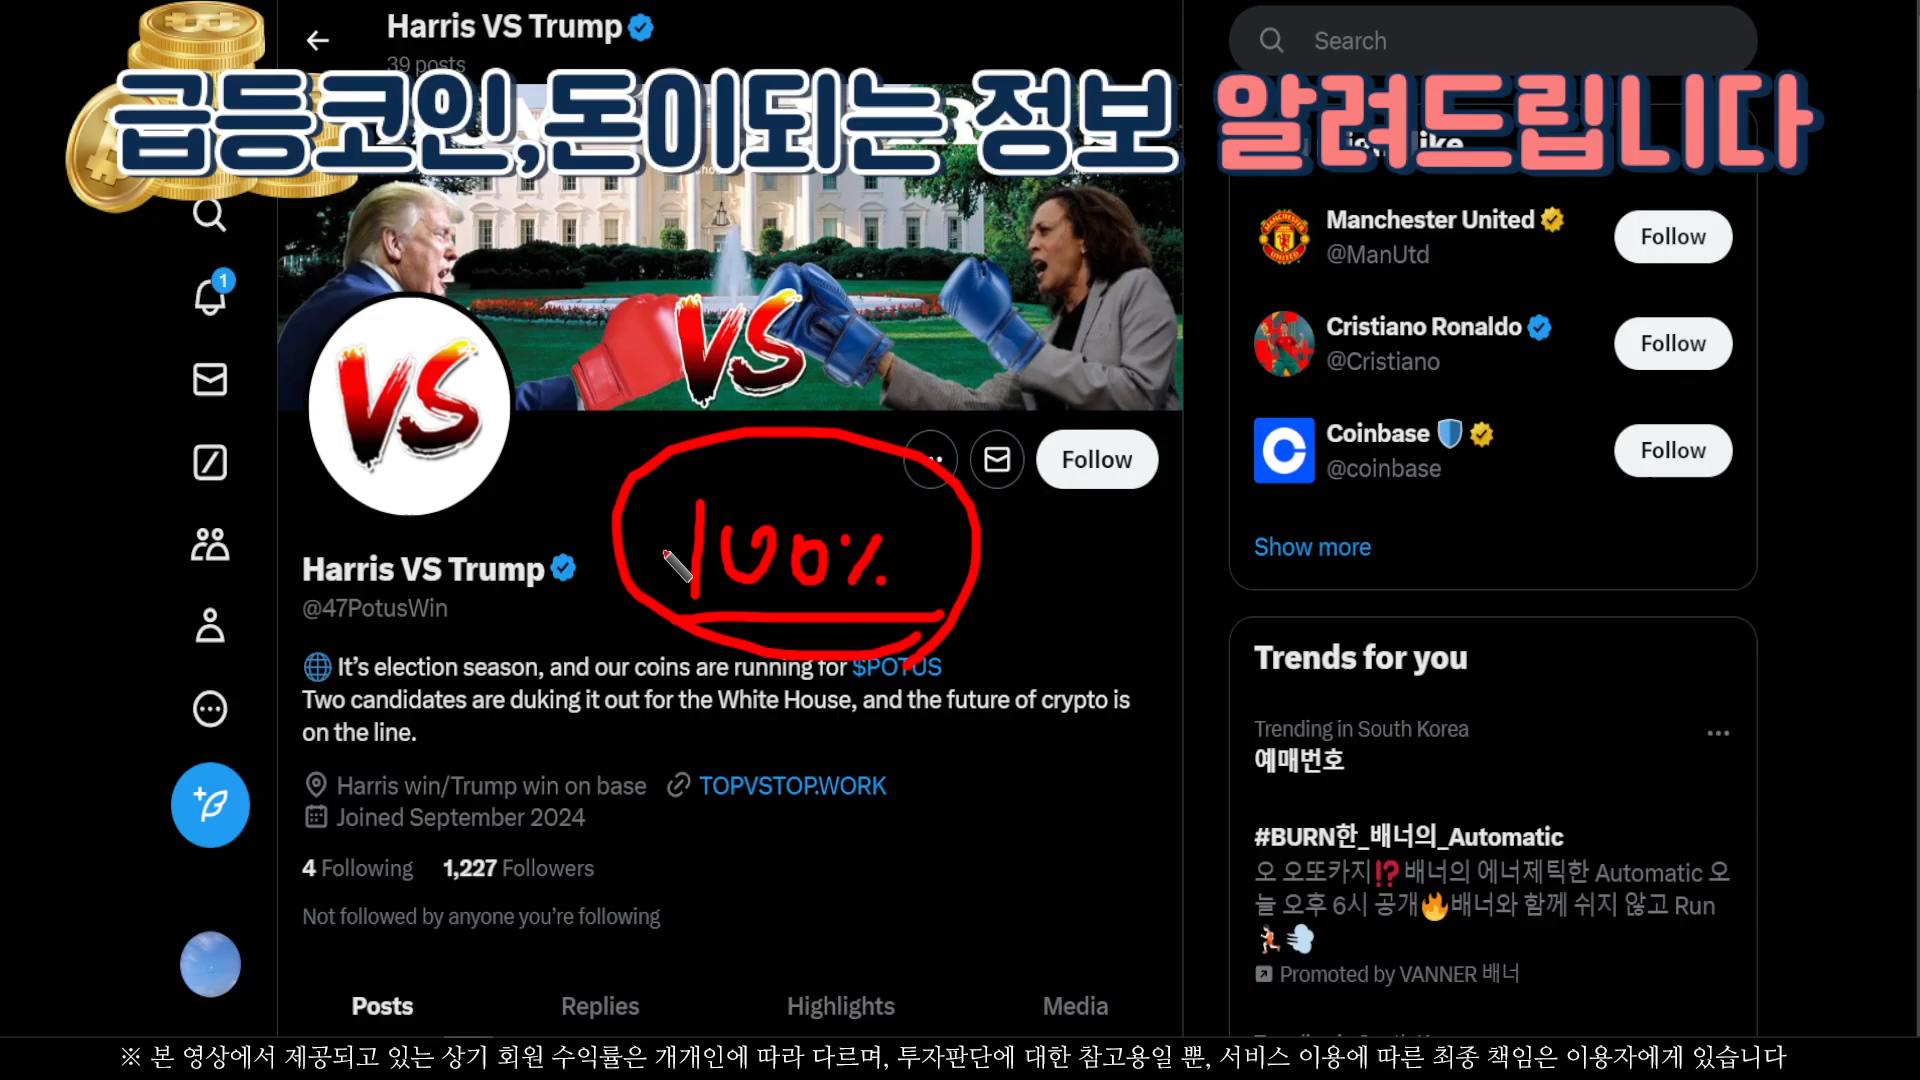 Harris VS Trump
39 posts
급등코인,돈이되는 정보 알려드립니다
Search
1
VS
VS
Follow
100%
Harris VS Trump
@47PotusWin
It's election season, and our coins are running for $POTUS
Two candidates are duking it out for the White House, and the future of crypto is
on the line.
Harris win/Trump win on base TOPVSTOP.WORK
Joined September 2024
4 Following 1,227 Followers
Not followed by anyone you're following
Posts Replies Highlights Media
Manchester United
@ManUtd
Follow
Cristiano Ronaldo
@Cristiano
Follow
Coinbase
@coinbase
Follow
Show more
Trends for you
Trending in South Korea
예매번호
#BURN한_배너의_Automatic
오 오또카지⁉️배너의 에너제틱한 Automatic 오
늘 오후 6시 공개🔥배너와 함께 쉬지 않고 Run
Promoted by VANNER 배너
※ 본 영상에서 제공되고 있는 상기 회원 수익률은 개개인에 따라 다르며, 투자판단에 대한 참고용일 뿐, 서비스 이용에 따른 최종 책임은 이용자에게 있습니다